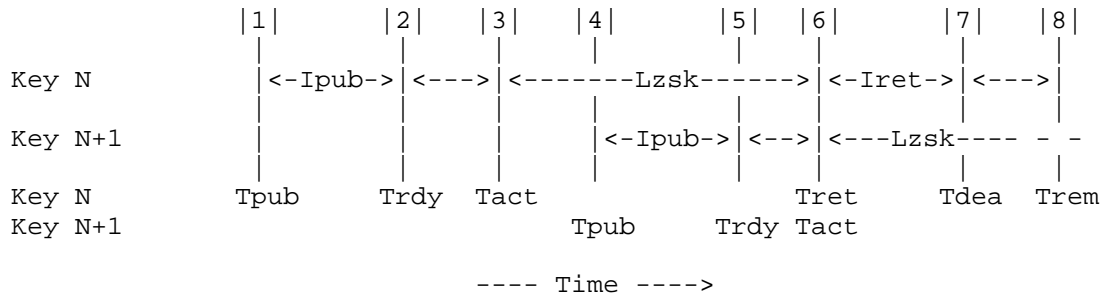 |1| |2| |3| |4| |5| |6| |7| |8|
Key N |<-Ipub->|<--->|<-------Lzsk------>|<-Iret->|<--->|
Key N+1 | | | |<-Ipub->|<-->|<---Lzsk---- - -
Key N Tpub Trdy Tact Tret Tdea Trem
Key N+1 Tpub Trdy Tact
---- Time ---->